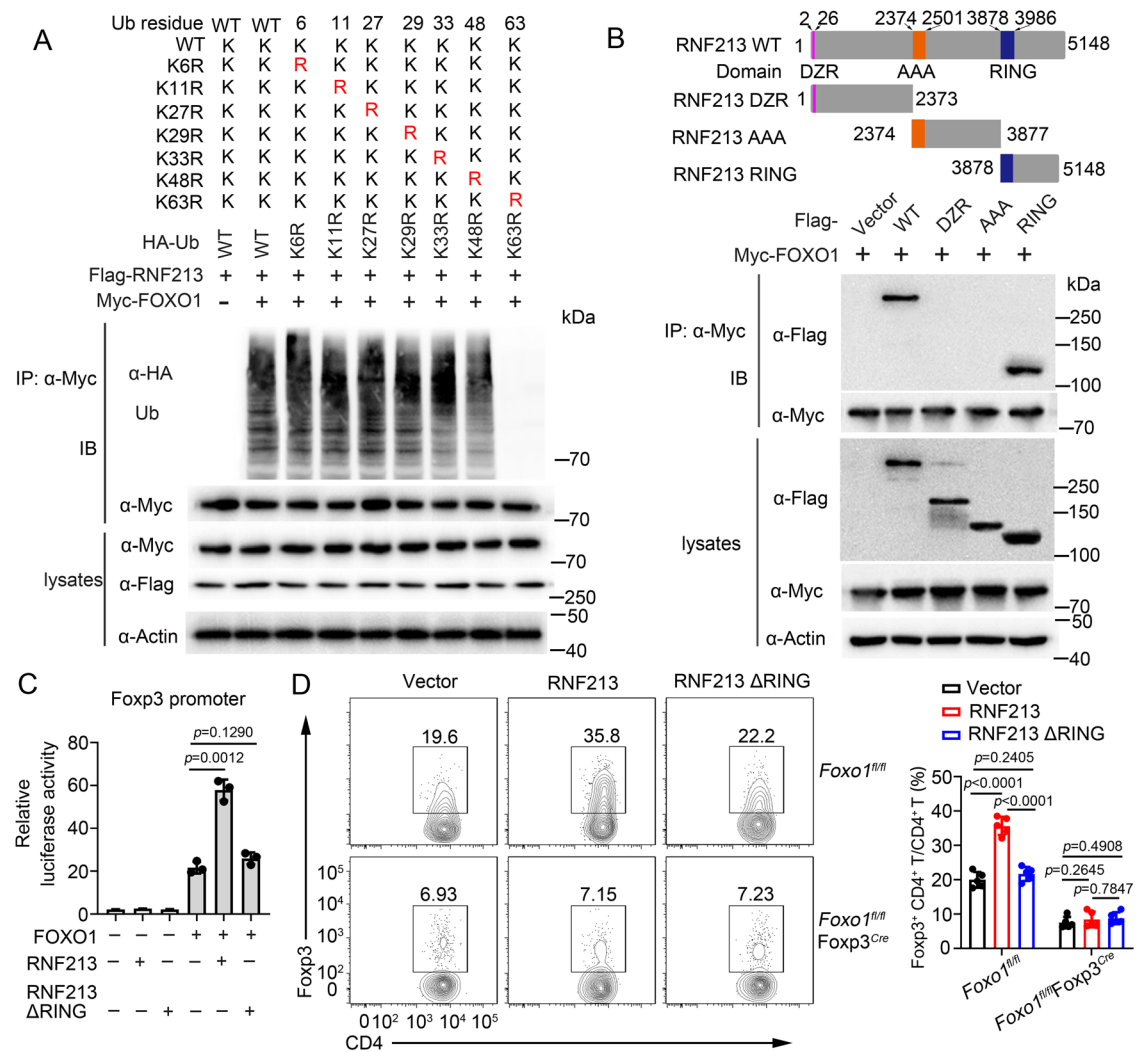 A
Ub residue WT WT 6 11 27 29 33 48 63
WT K K K K K K K K K
K6R K K R K K K K K K
K11R K K K R K K K K K
K27R K K K K R K K K K
K29R K K K K K R K K K
K33R K K K K K K R K K
K48R K K K K K K K R K
K63R K K K K K K K K R
HA-Ub WT WT K6R K11R K27R K29R K33R K48R K63R
Flag-RNF213 + + + + + + + + +
Myc-FOXO1 – + + + + + + + +
kDa
IP: α-Myc
IB
α-HA
Ub
–70
α-Myc
–70
lysates
α-Myc
–70
α-Flag
–250
α-Actin
–50
–40
B
2 26 2374 2501 3878 3986
RNF213 WT 1 5148
Domain DZR AAA RING
RNF213 DZR 1 2373
RNF213 AAA 2374 3877
RNF213 RING 3878 5148
Flag- Vector WT DZR AAA RING
Myc-FOXO1 + + + + +
kDa
IP: α-Myc
IB
α-Flag
–250
–150
–100
α-Myc
–70
lysates
α-Flag
–250
–150
–100
α-Myc
–70
α-Actin
–50
–40
C
Foxp3 promoter
Relative
luciferase activity
80
60
40
20
0
p=0.1290
p=0.0012
FOXO1 – – – + + +
RNF213 – + – – + –
RNF213
ΔRING – – + – – +
D
Vector RNF213 RNF213 ΔRING
19.6 35.8 22.2
Foxo1fl/fl
6.93 7.15 7.23
Foxo1fl/fl
Foxp3Cre
Foxp3
10⁵
10⁴
10³
10²
0
0 10² 10³ 10⁴ 10⁵
CD4
Vector
RNF213
RNF213 ΔRING
Foxp3⁺ CD4⁺ T/CD4⁺T (%)
50
40
30
20
10
0
p=0.2405
p<0.0001
p<0.0001
p=0.4908
p=0.2645
p=0.7847
Foxo1fl/fl
Foxo1fl/flFoxp3Cre